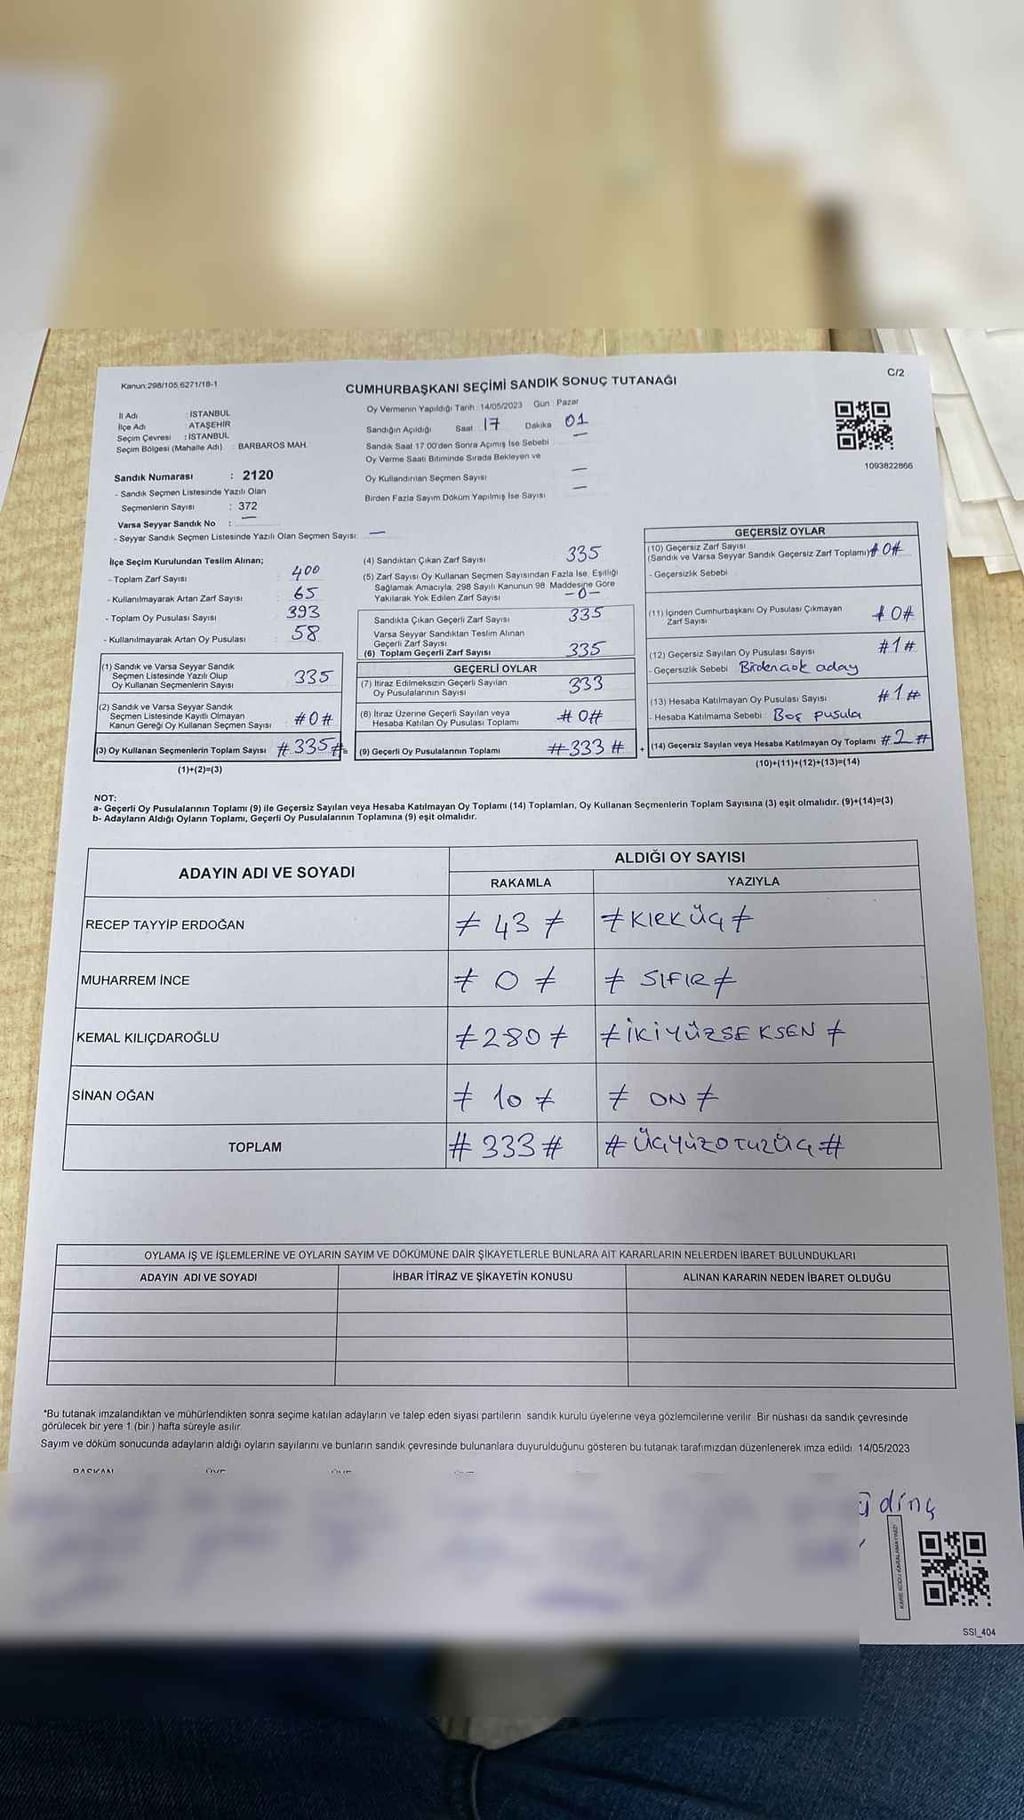 Kanun:298/105,6271/18-1
C/2
CUMHURBAŞKANI SEÇİMİ SANDIK SONUÇ TUTANAĞI
İl Adı : İSTANBUL
İlçe Adı : ATAŞEHİR
Seçim Çevresi : İSTANBUL
Seçim Bölgesi (Mahalle Adı) : BARBAROS MAH.
Sandık Numarası : 2120
- Sandık Seçmen Listesinde Yazılı Olan
Seçmenlerin Sayısı : 372
Varsa Seyyar Sandık No : —
- Seyyar Sandık Seçmen Listesinde Yazılı Olan Seçmen Sayısı: —
Oy Vermenin Yapıldığı Tarih :14/05/2023 Gün : Pazar
Sandığın Açıldığı Saat 17 Dakika 01
Sandık Saat 17:00'den Sonra Açılmış İse Sebebi —
Oy Verme Saati Bitiminde Sırada Bekleyen ve
Oy Kullandırılan Seçmen Sayısı —
Birden Fazla Sayım Döküm Yapılmış İse Sayısı —
1093822866
İlçe Seçim Kurulundan Teslim Alınan;
- Toplam Zarf Sayısı 400
- Kullanılmayarak Artan Zarf Sayısı 65
- Toplam Oy Pusulası Sayısı 393
- Kullanılmayarak Artan Oy Pusulası 58
(1) Sandık ve Varsa Seyyar Sandık
Seçmen Listesinde Yazılı Olup
Oy Kullanan Seçmenlerin Sayısı 335
(2) Sandık ve Varsa Seyyar Sandık
Seçmen Listesinde Kayıtlı Olmayan
Kanun Gereği Oy Kullanan Seçmen Sayısı #0#
(3) Oy Kullanan Seçmenlerin Toplam Sayısı #335# =
(1)+(2)=(3)
(4) Sandıktan Çıkan Zarf Sayısı 335
(5) Zarf Sayısı Oy Kullanan Seçmen Sayısından Fazla İse, Eşitliği
Sağlamak Amacıyla, 298 Sayılı Kanunun 98. Maddesine Göre
Yakılarak Yok Edilen Zarf Sayısı -0-
Sandıkta Çıkan Geçerli Zarf Sayısı 335
Varsa Seyyar Sandıktan Teslim Alınan
Geçerli Zarf Sayısı
(6) Toplam Geçerli Zarf Sayısı 335
GEÇERLİ OYLAR
(7) İtiraz Edilmeksizin Geçerli Sayılan
Oy Pusulalarının Sayısı 333
(8) İtiraz Üzerine Geçerli Sayılan veya
Hesaba Katılan Oy Pusulası Toplamı #0#
(9) Geçerli Oy Pusulalarının Toplamı #333# +
GEÇERSİZ OYLAR
(10) Geçersiz Zarf Sayısı
(Sandık ve Varsa Seyyar Sandık Geçersiz Zarf Toplamı) #0#
- Geçersizlik Sebebi
(11) İçinden Cumhurbaşkanı Oy Pusulası Çıkmayan
Zarf Sayısı #0#
(12) Geçersiz Sayılan Oy Pusulası Sayısı #1#
- Geçersizlik Sebebi Birdençok aday
(13) Hesaba Katılmayan Oy Pusulası Sayısı #1#
- Hesaba Katılmama Sebebi Boş pusula
(14) Geçersiz Sayılan veya Hesaba Katılmayan Oy Toplamı #2#
(10)+(11)+(12)+(13)=(14)
NOT:
a- Geçerli Oy Pusulalarının Toplamı (9) ile Geçersiz Sayılan veya Hesaba Katılmayan Oy Toplamı (14) Toplamları, Oy Kullanan Seçmenlerin Toplam Sayısına (3) eşit olmalıdır. (9)+(14)=(3)
b- Adayların Aldığı Oyların Toplamı, Geçerli Oy Pusulalarının Toplamına (9) eşit olmalıdır.
ADAYIN ADI VE SOYADI
ALDIĞI OY SAYISI
RAKAMLA YAZIYLA
RECEP TAYYİP ERDOĞAN ≠ 43 ≠ ≠ KIRKÜÇ ≠
MUHARREM İNCE ≠ 0 ≠ ≠ SIFIR ≠
KEMAL KILIÇDAROĞLU ≠ 280 ≠ ≠ İKİYÜZSEKSEN ≠
SİNAN OĞAN ≠ 10 ≠ ≠ ON ≠
TOPLAM # 333 # # ÜÇYÜZOTUZÜÇ #
OYLAMA İŞ VE İŞLEMLERİNE VE OYLARIN SAYIM VE DÖKÜMÜNE DAİR ŞİKAYETLERLE BUNLARA AİT KARARLARIN NELERDEN İBARET BULUNDUKLARI
ADAYIN ADI VE SOYADI İHBAR İTİRAZ VE ŞİKAYETİN KONUSU ALINAN KARARIN NEDEN İBARET OLDUĞU
*Bu tutanak imzalandıktan ve mühürlendikten sonra seçime katılan adayların ve talep eden siyasi partilerin sandık kurulu üyelerine veya gözlemcilerine verilir. Bir nüshası da sandık çevresinde
görülecek bir yere 1 (bir ) hafta süreyle asılır.
Sayım ve döküm sonucunda adayların aldığı oyların sayılarını ve bunların sandık çevresinde bulunanlara duyurulduğunu gösteren bu tutanak tarafımızdan düzenlenerek imza edildi. 14/05/2023
BAŞKAN ÜYE ÜYE
dinç
SSI_404